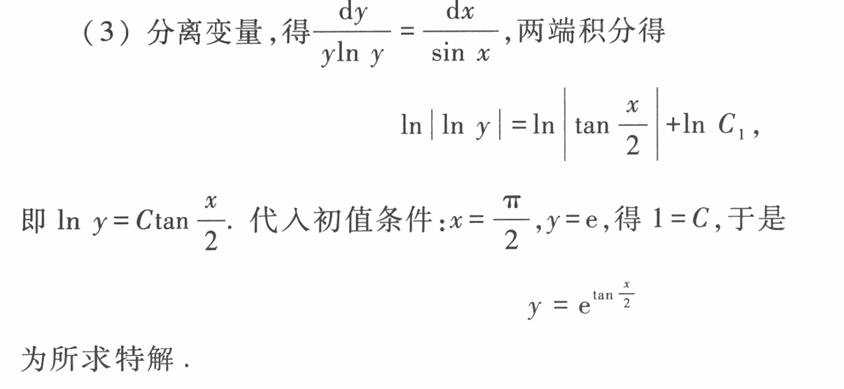 (3) 分离变量,得 dy/(yln y) = dx/(sin x) ,两端积分得
ln|ln y|=ln|tan x/2|+ln C₁,
即 ln y=Ctan x/2. 代入初值条件:x= π/2 ,y=e,得 1=C,于是
y = e^(tan x/2)
为所求特解.